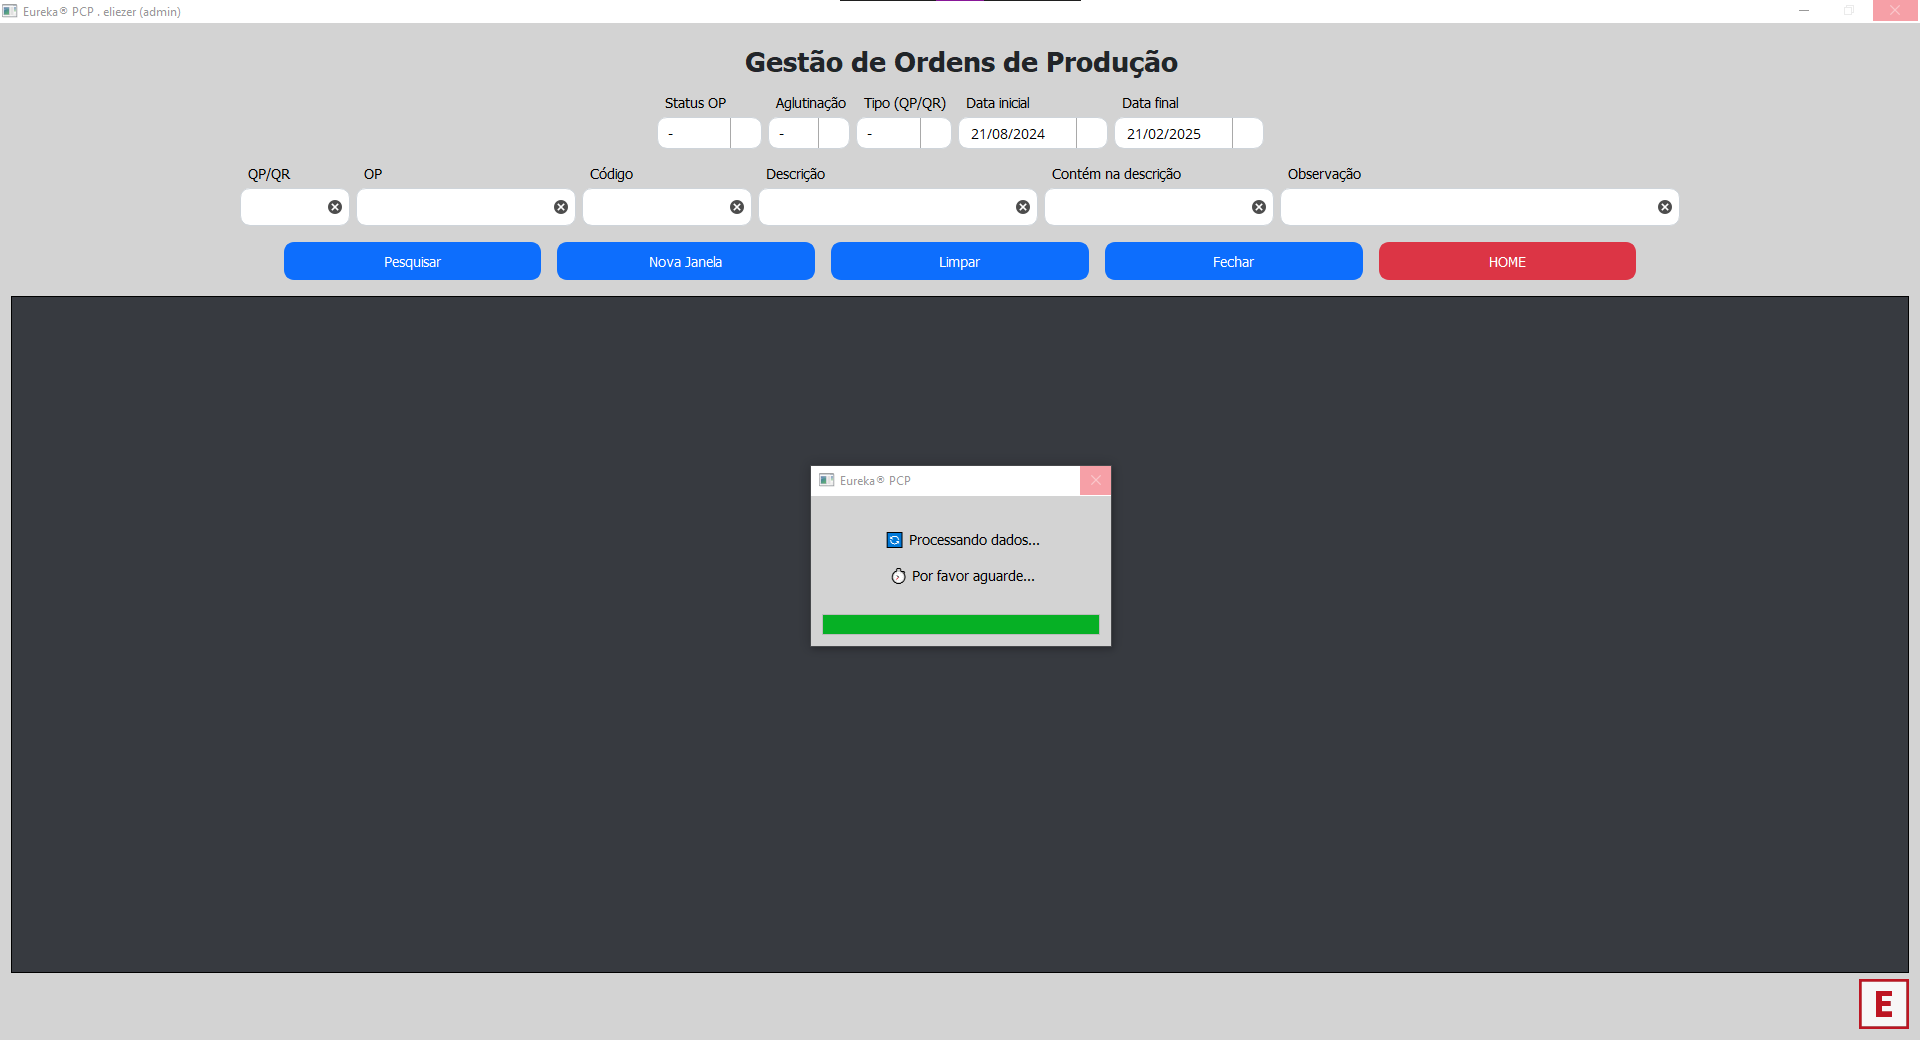 Eureka® PCP . eliezer (admin)
Gestão de Ordens de Produção
Status OP Aglutinação Tipo (QP/QR) Data inicial Data final
- - - 21/08/2024 21/02/2025
QP/QR OP Código Descrição Contém na descrição Observação
Pesquisar Nova Janela Limpar Fechar HOME
Eureka® PCP
Processando dados...
Por favor aguarde...
E